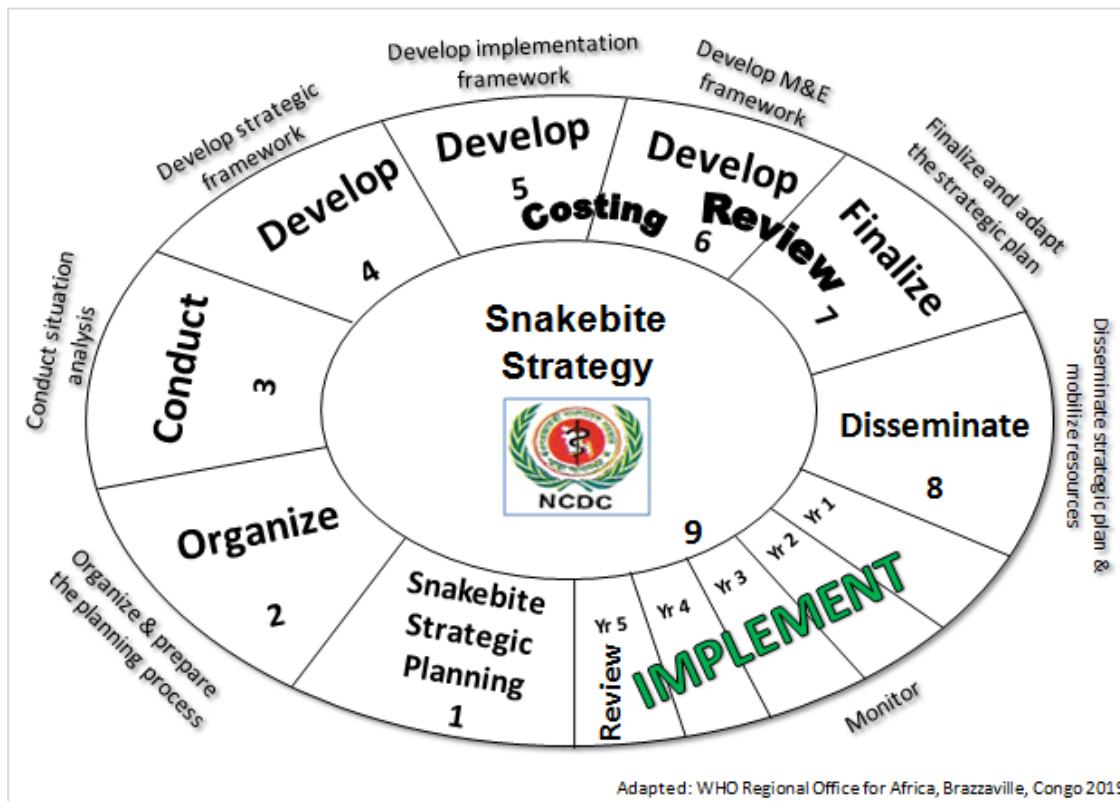 Develop implementation
framework
Develop M&E
framework
Develop strategic
framework
Finalize and adapt
the strategic plan
Conduct situation
analysis
Disseminate strategic plan &
mobilize resources
Organize & prepare
the planning process
Monitor
Snakebite
Strategic
Planning
1
Organize
2
Conduct
3
Develop
4
Develop
5
Costing
Develop
6
Review
Finalize
7
Disseminate
8
9
Yr 1
Yr 2
Yr 3
Yr 4
Yr 5
Review
IMPLEMENT
Snakebite
Strategy
NCDC
Adapted: WHO Regional Office for Africa, Brazzaville, Congo 2019